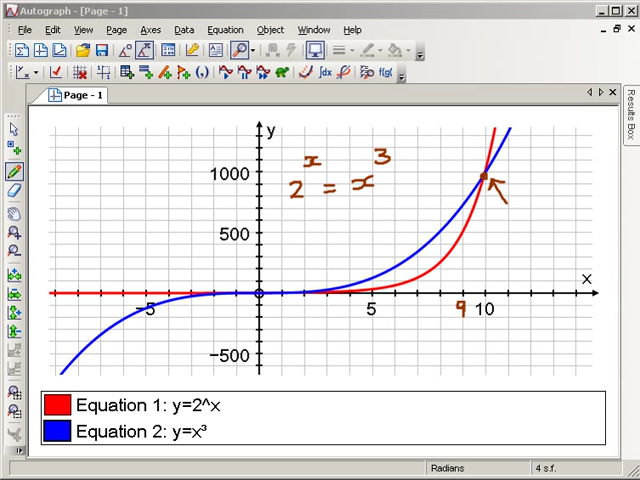 Autograph - [Page - 1]
File Edit View Page Axes Data Equation Object Window Help
Σ x- ∫dx f(g)
Page - 1
Results Box
y
x 3
2 = x
1000
500
x
-5 5 9 10
-500
Equation 1: y=2^x
Equation 2: y=x³
Radians 4 s.f.